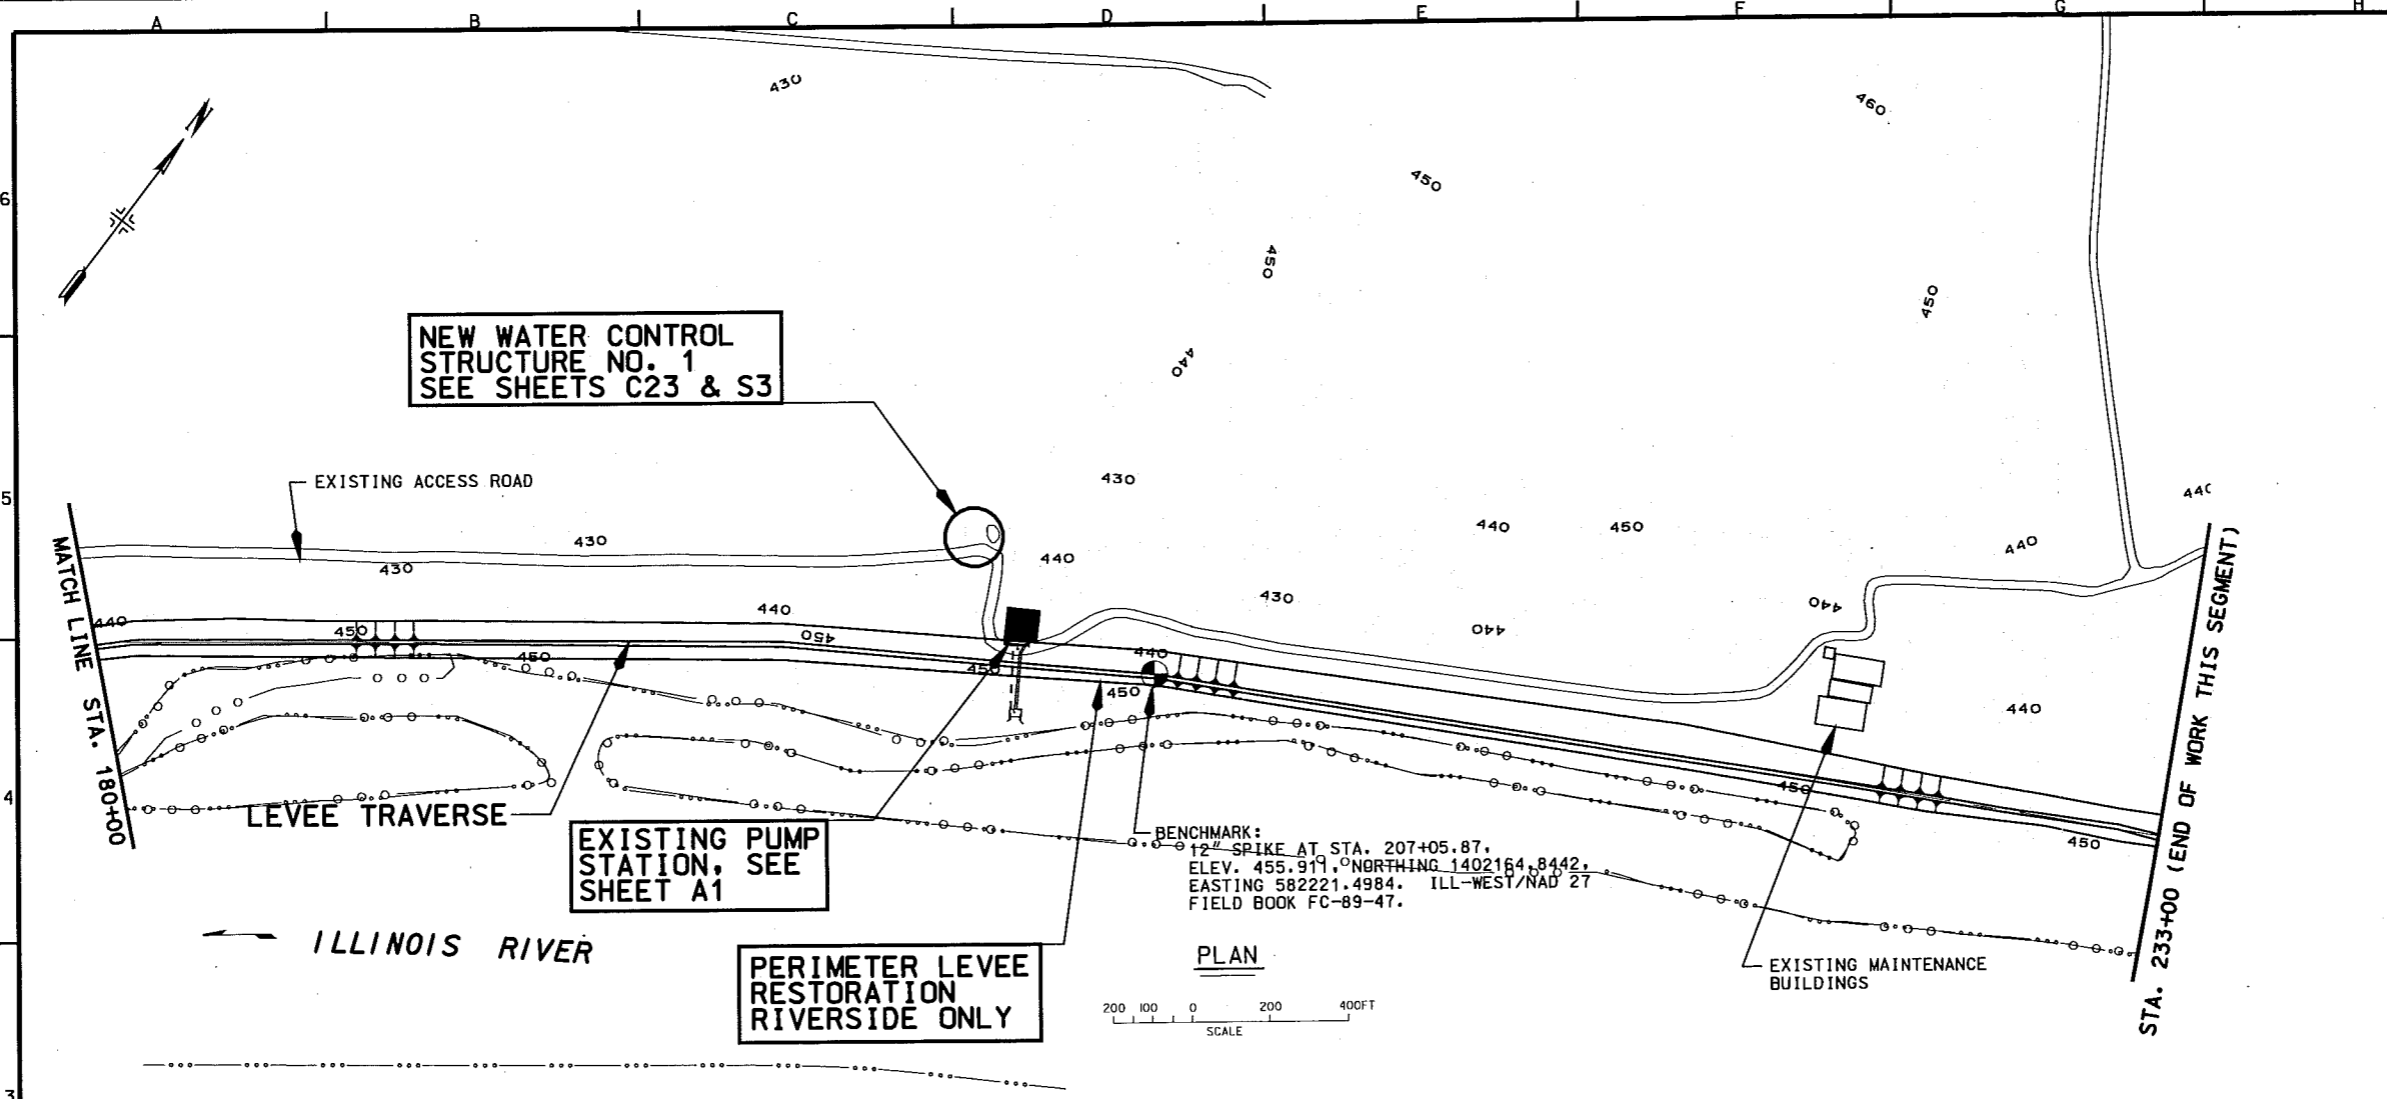 A B C D E F G H
430
460
6
450
450
450
NEW WATER CONTROL
STRUCTURE NO. 1
SEE SHEETS C23 & S3
440
EXISTING ACCESS ROAD
430
5
440
440 450
430
440
440
430
MATCH LINE STA. 180+00
430
440
440
440
440
450
450
450
440
450
450
440
450
450
4
LEVEE TRAVERSE
EXISTING PUMP
STATION, SEE
SHEET A1
BENCHMARK:
12" SPIKE AT STA. 207+05.87,
ELEV. 455.911, NORTHING 1402164.8442,
EASTING 582221.4984. ILL-WEST/NAD 27
FIELD BOOK FC-89-47.
STA. 233+00 (END OF WORK THIS SEGMENT)
ILLINOIS RIVER
PERIMETER LEVEE
RESTORATION
RIVERSIDE ONLY
PLAN
EXISTING MAINTENANCE
BUILDINGS
200 100 0 200 400FT
SCALE
3